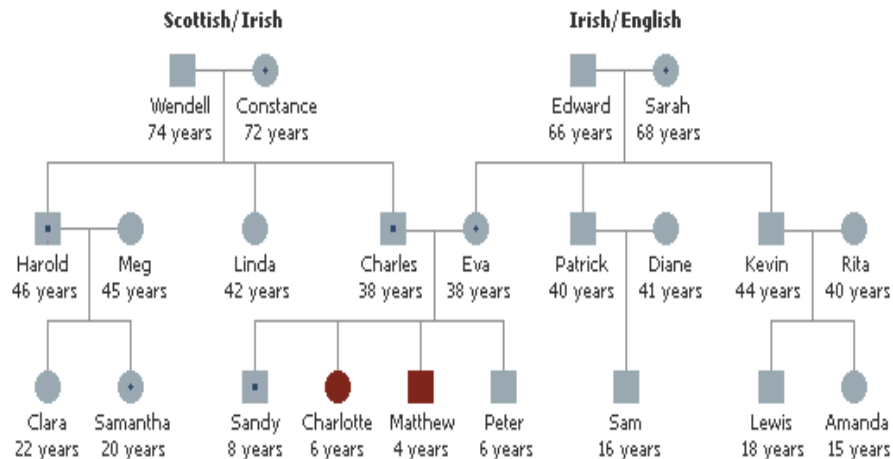 Scottish/Irish Irish/English
Wendell Constance Edward Sarah
74 years 72 years 66 years 68 years
Harold Meg Linda Charles Eva Patrick Diane Kevin Rita
46 years 45 years 42 years 38 years 38 years 40 years 41 years 44 years 40 years
Clara Samantha Sandy Charlotte Matthew Peter Sam Lewis Amanda
22 years 20 years 8 years 6 years 4 years 6 years 16 years 18 years 15 years